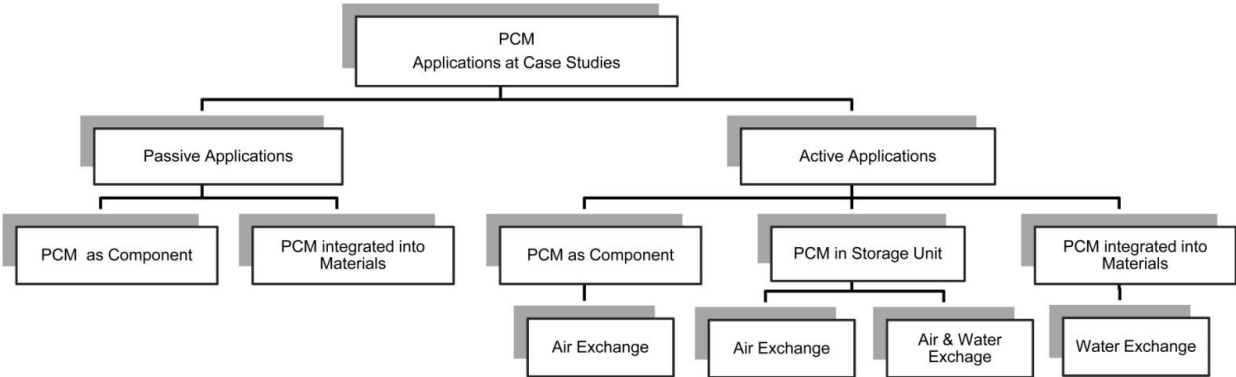 PCM
Applications at Case Studies
Passive Applications
Active Applications
PCM as Component
PCM integrated into
Materials
PCM as Component
PCM in Storage Unit
PCM integrated into
Materials
Air Exchange
Air Exchange
Air & Water
Exchage
Water Exchange